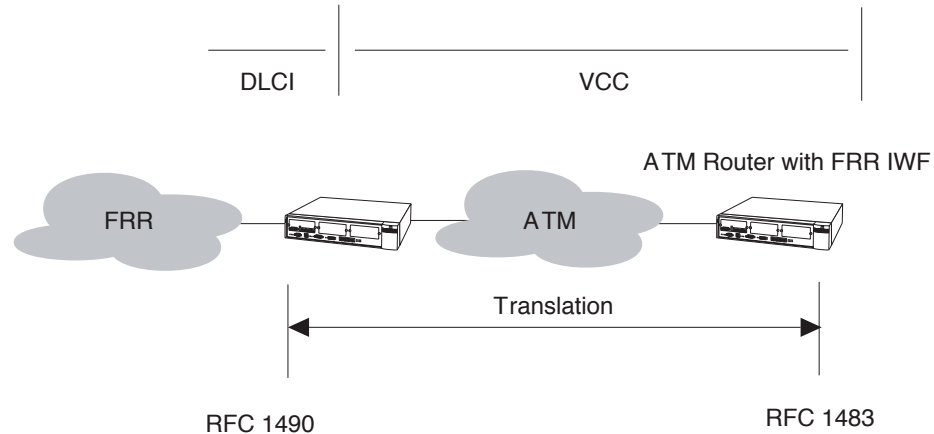 DLCI
VCC
ATM Router with FRR IWF
FRR
ATM
Translation
RFC 1490
RFC 1483